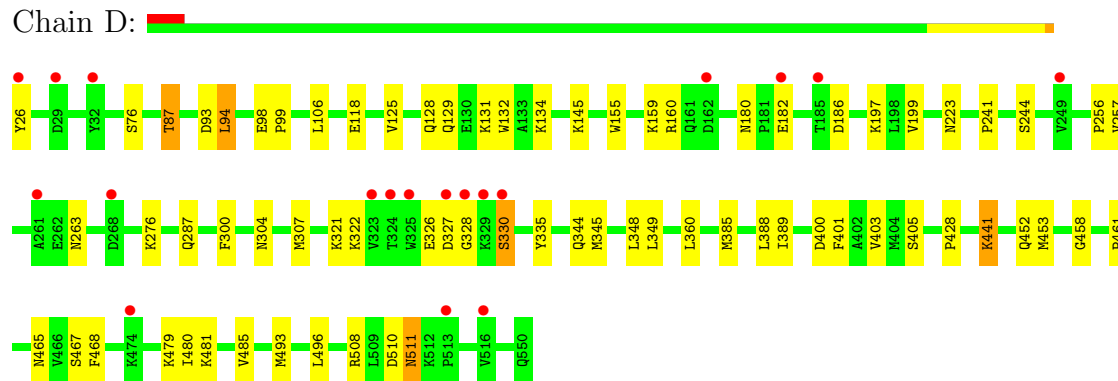 Chain D:
Y26 D29 Y32 S76 T87 D93 L94 E98 P99 L106 E118 V125 Q128 Q129 E130 K131 W132 A133 K134 K145 W155 K159 R160 Q161 D162 N180 P181 E182 T185 D186 K197 L198 V199 N223 P241 S244 V249 P256
A261 E262 N263 D268 K276 Q287 F300 N304 M307 K321 K322 V323 T324 W325 E326 D327 G328 K329 S330 Y335 Q344 M345 L348 L349 L360 M385 L388 I389 D400 F401 A402 V403 M404 S405 P428 K441 Q452 M453 G458
N465 V466 S467 F468 K474 K479 I480 K481 V485 M493 L496 R508 L509 D510 N511 K512 P513 V516 Q550